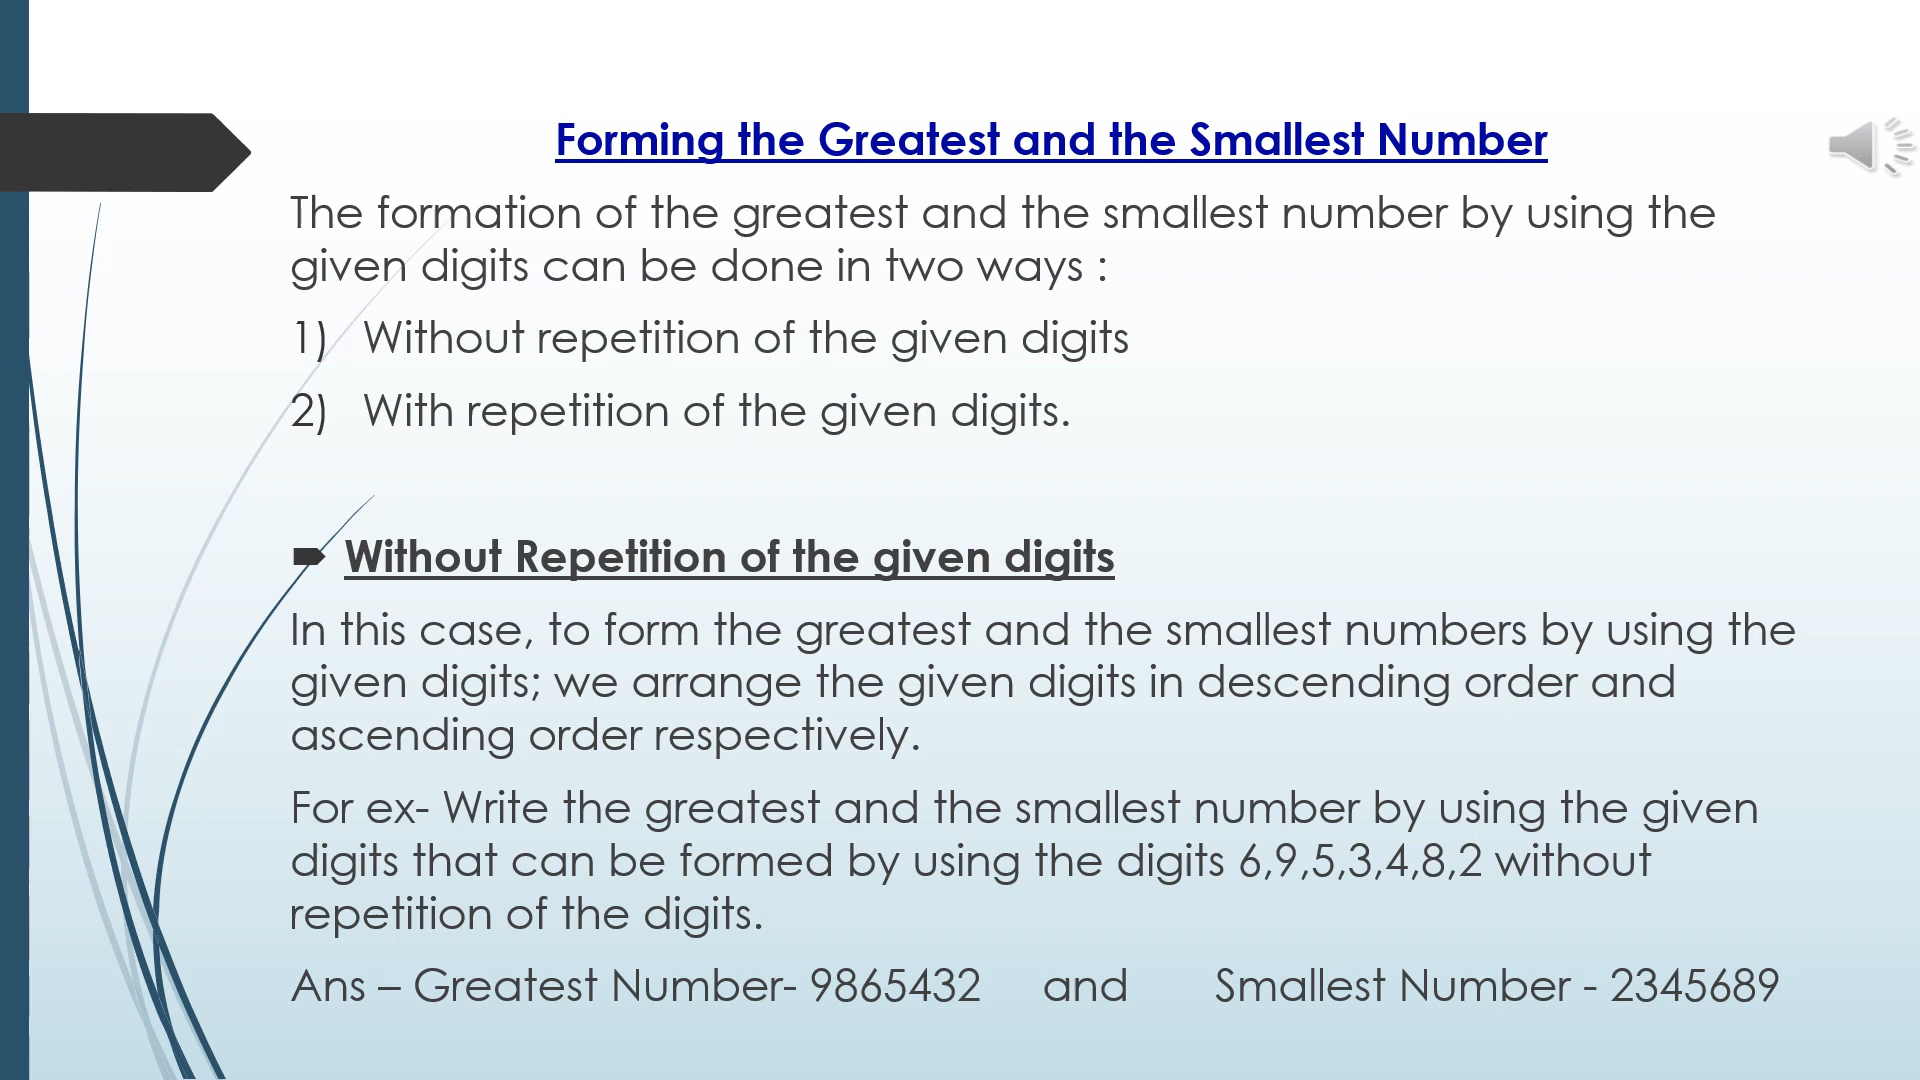 Forming the Greatest and the Smallest Number
The formation of the greatest and the smallest number by using the
given digits can be done in two ways :
1) Without repetition of the given digits
2) With repetition of the given digits.
Without Repetition of the given digits
In this case, to form the greatest and the smallest numbers by using the
given digits; we arrange the given digits in descending order and
ascending order respectively.
For ex- Write the greatest and the smallest number by using the given
digits that can be formed by using the digits 6,9,5,3,4,8,2 without
repetition of the digits.
Ans – Greatest Number- 9865432 and Smallest Number - 2345689